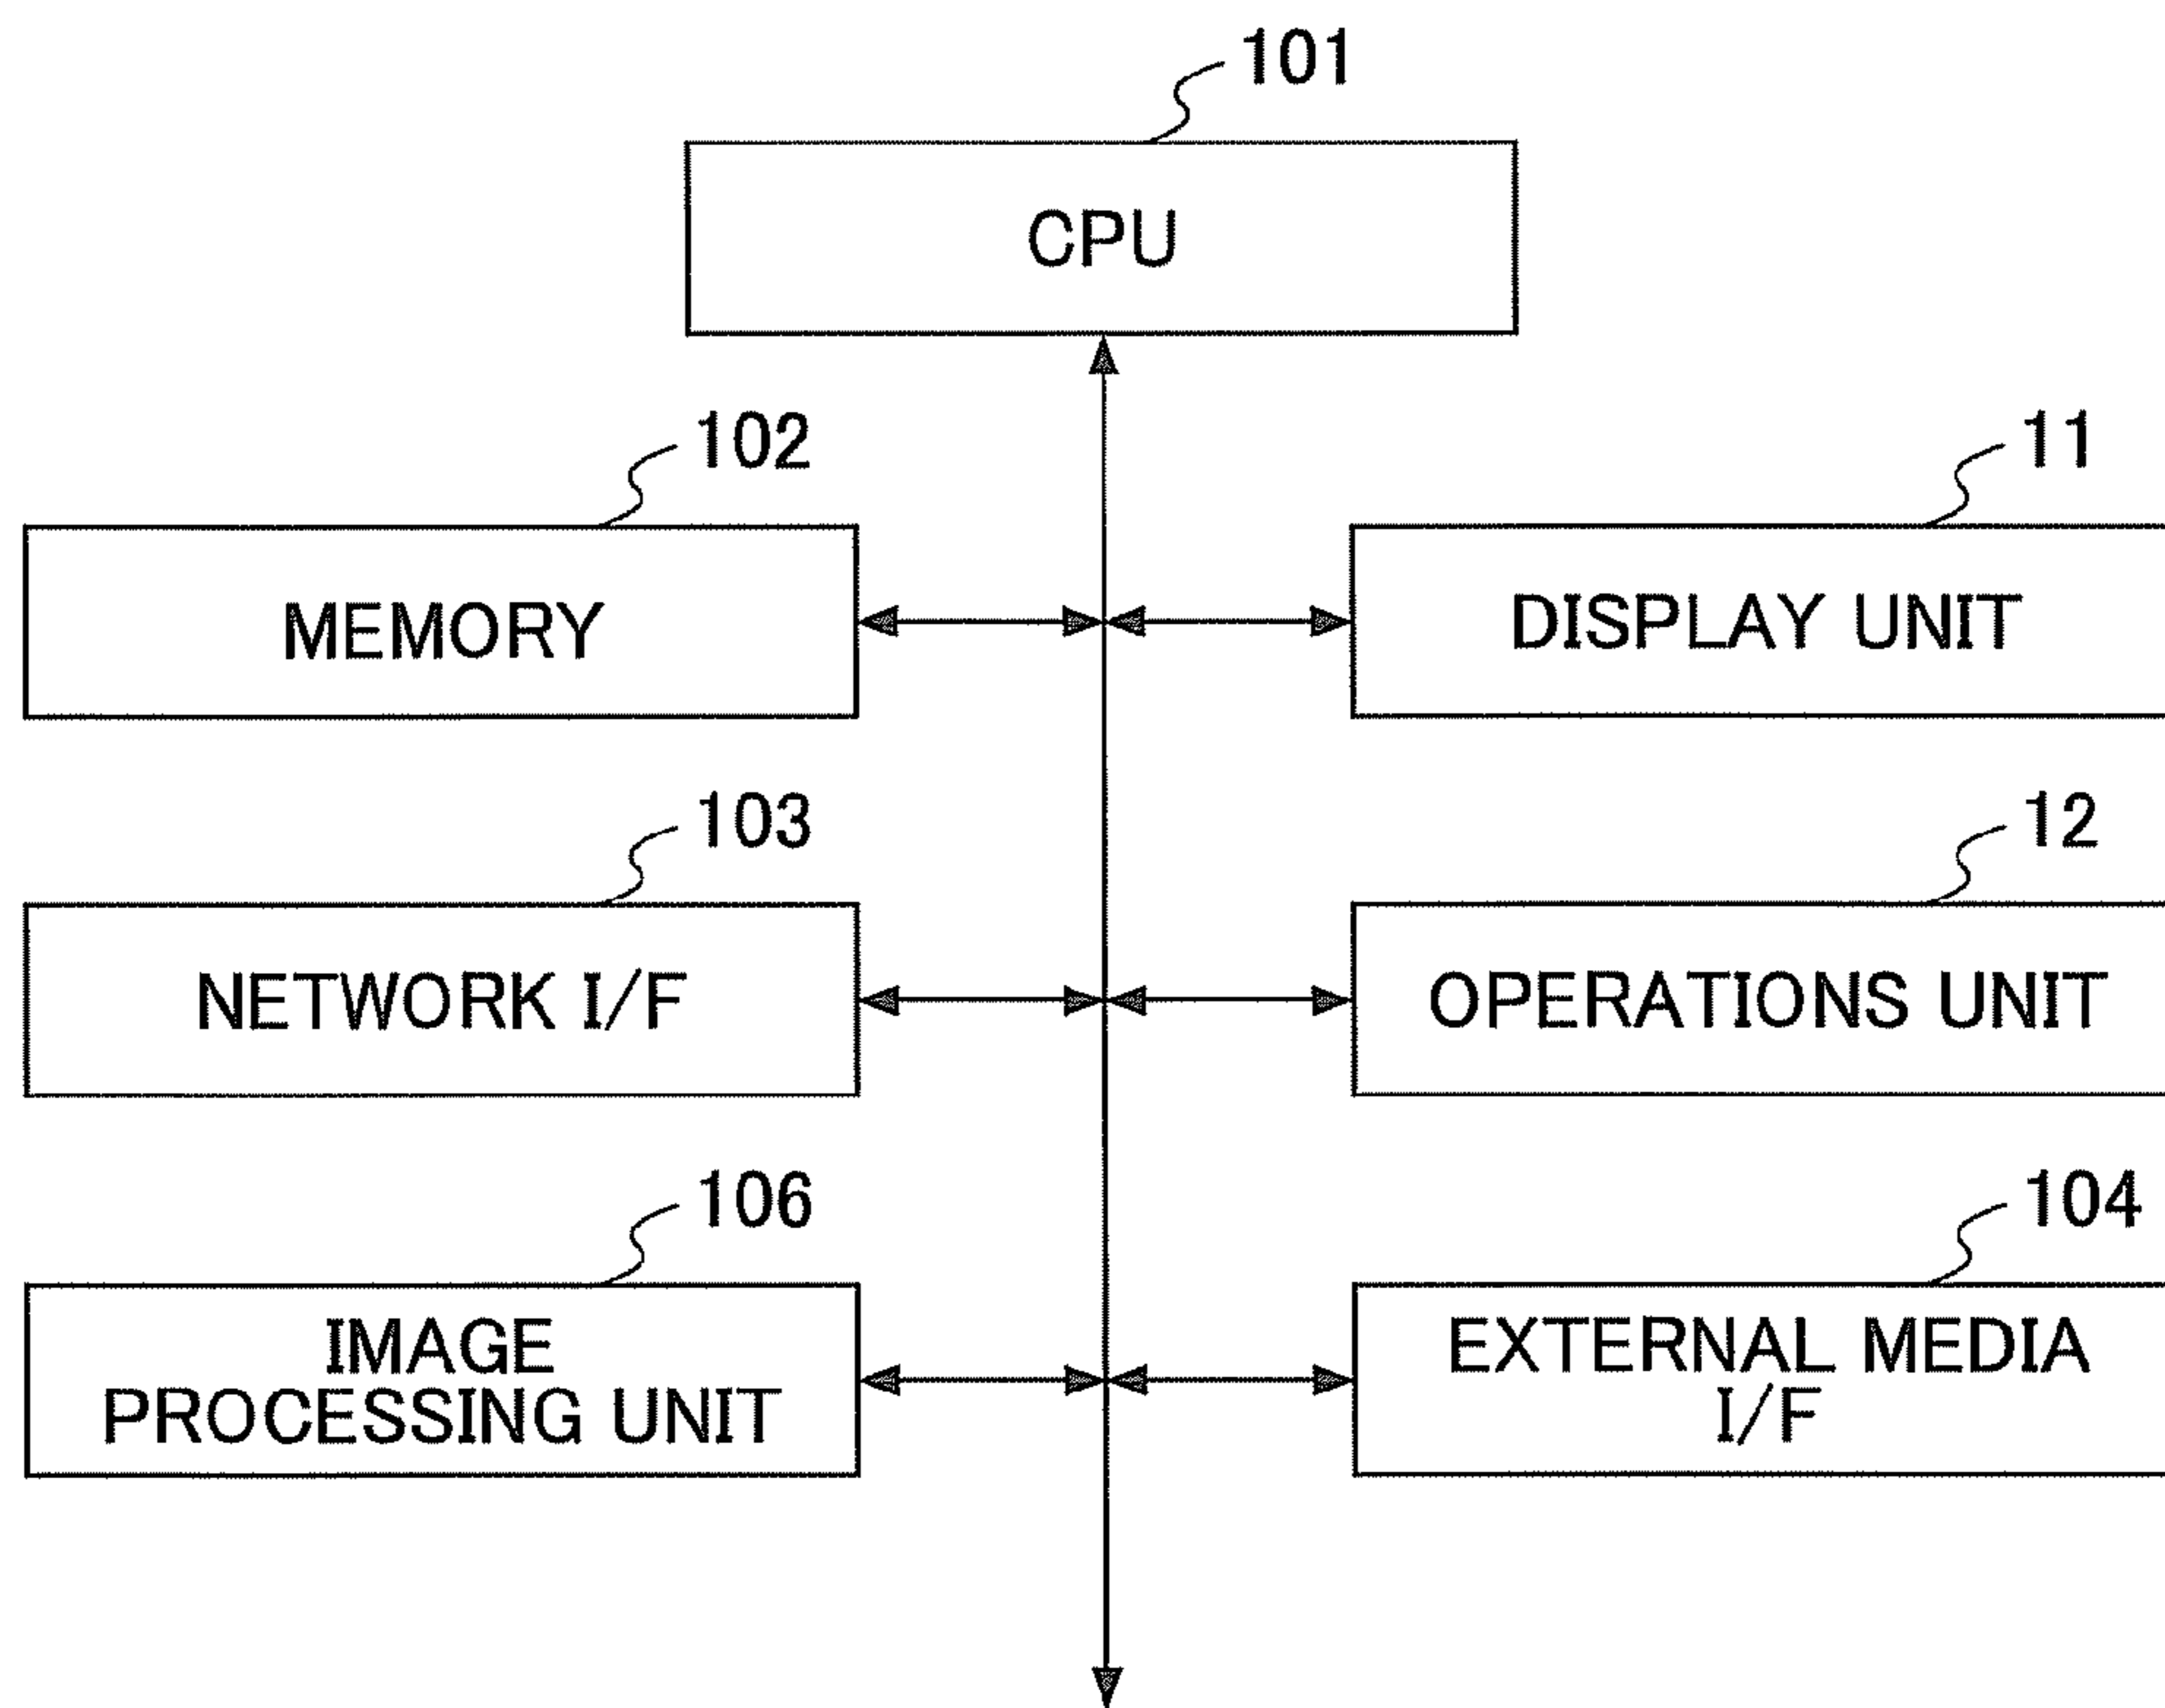 101
CPU
102
11
MEMORY
DISPLAY UNIT
103
12
NETWORK I/F
OPERATIONS UNIT
106
104
IMAGE
PROCESSING UNIT
EXTERNAL MEDIA
I/F